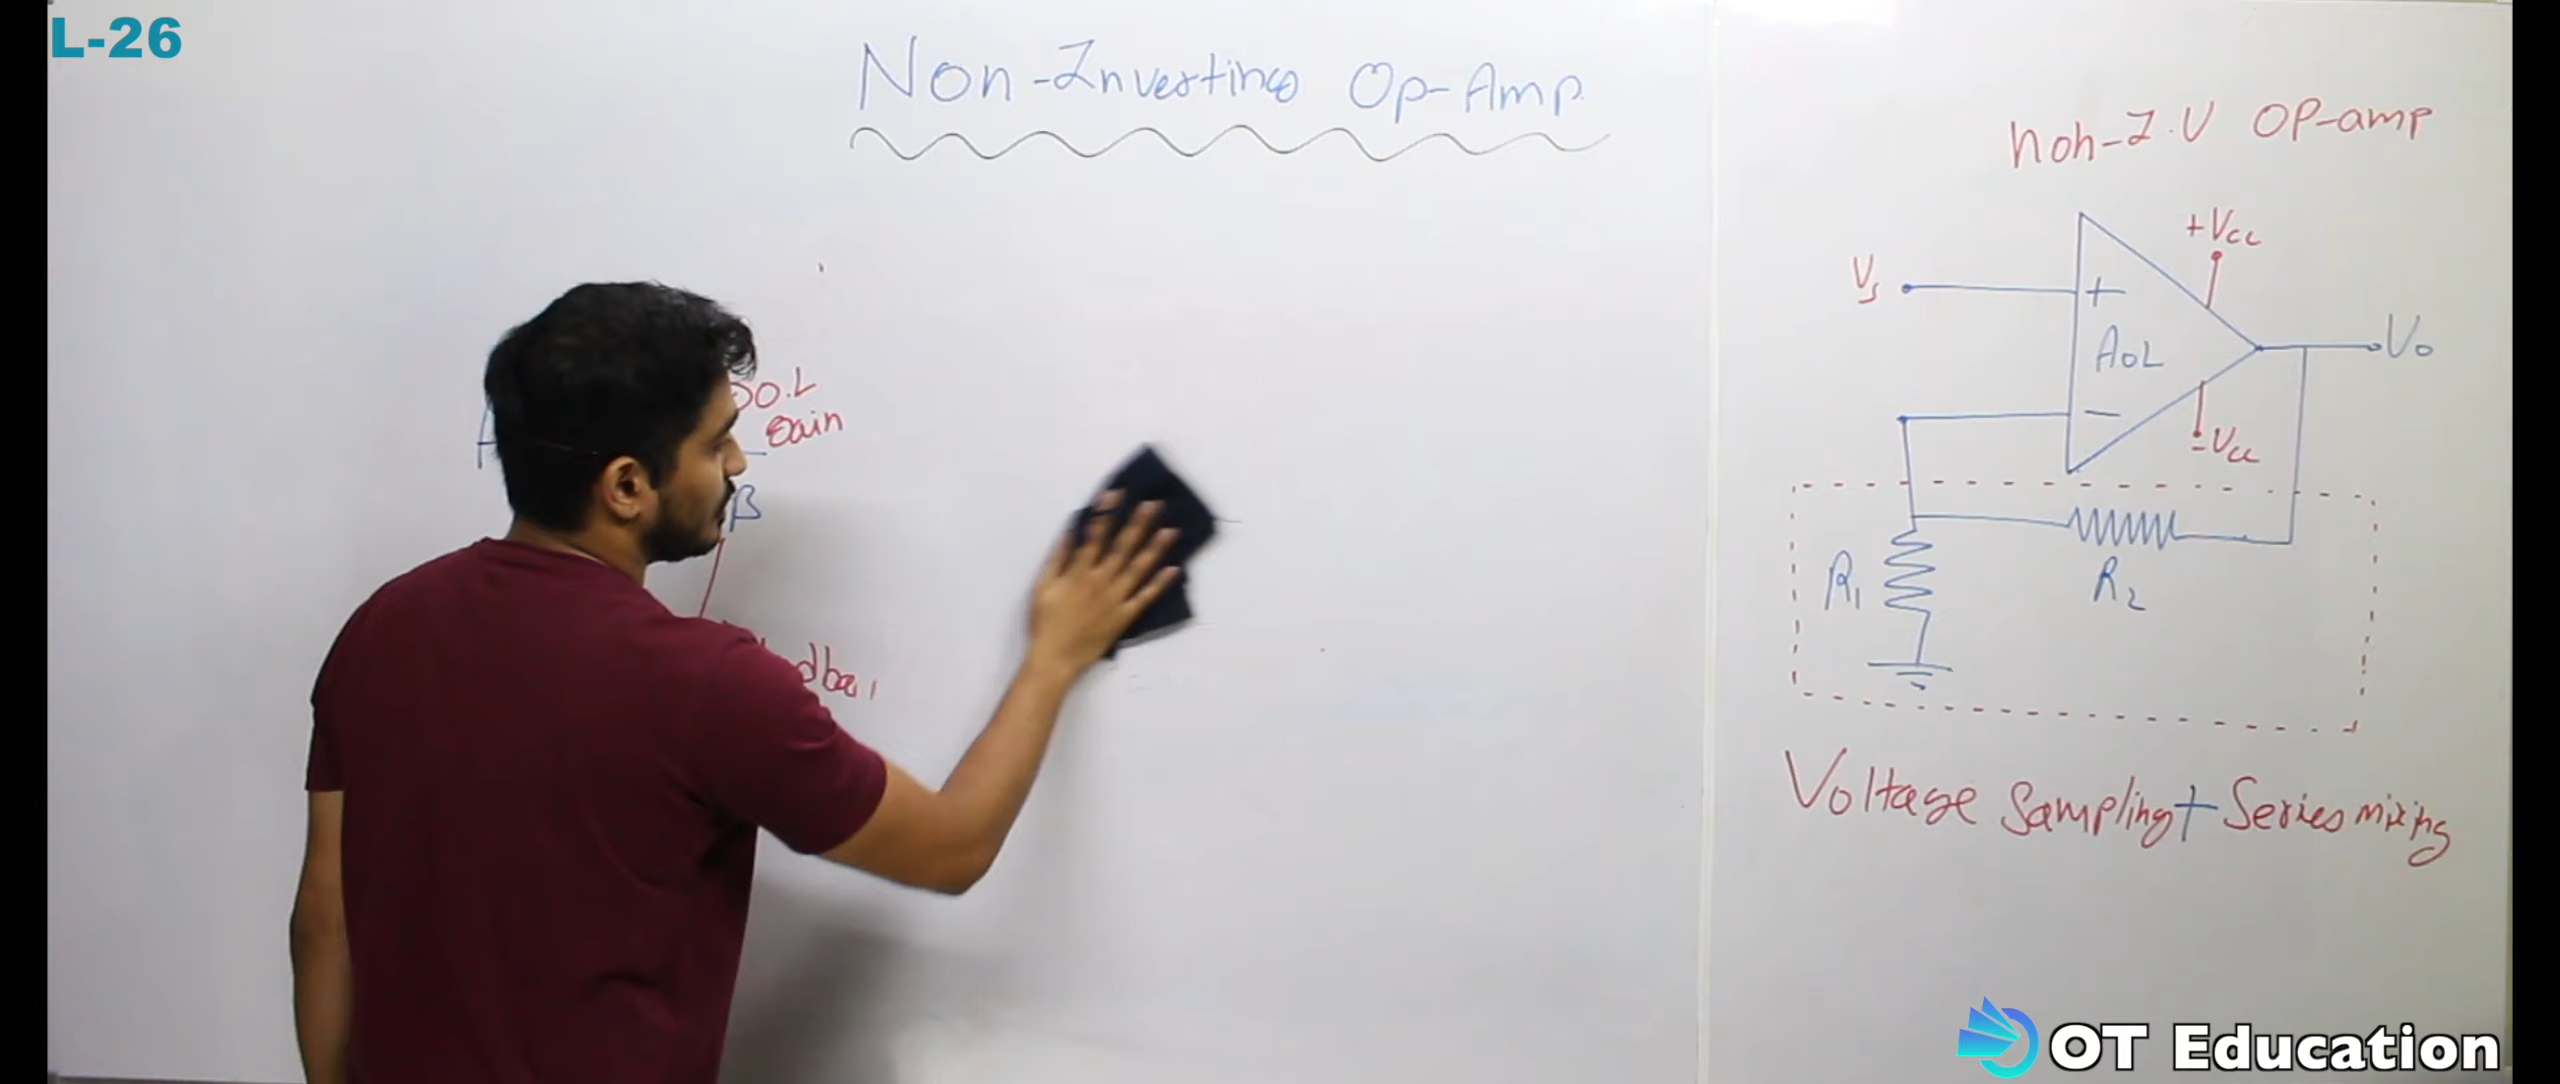 L-26
Non-Inverting Op-Amp
O.L
Gain
β
non-I.V OP-amp
+Vcc
Vs
+
AOL
Vo
−
-Vcc
R1
R2
Voltage Sampling + Series mixing
OT Education